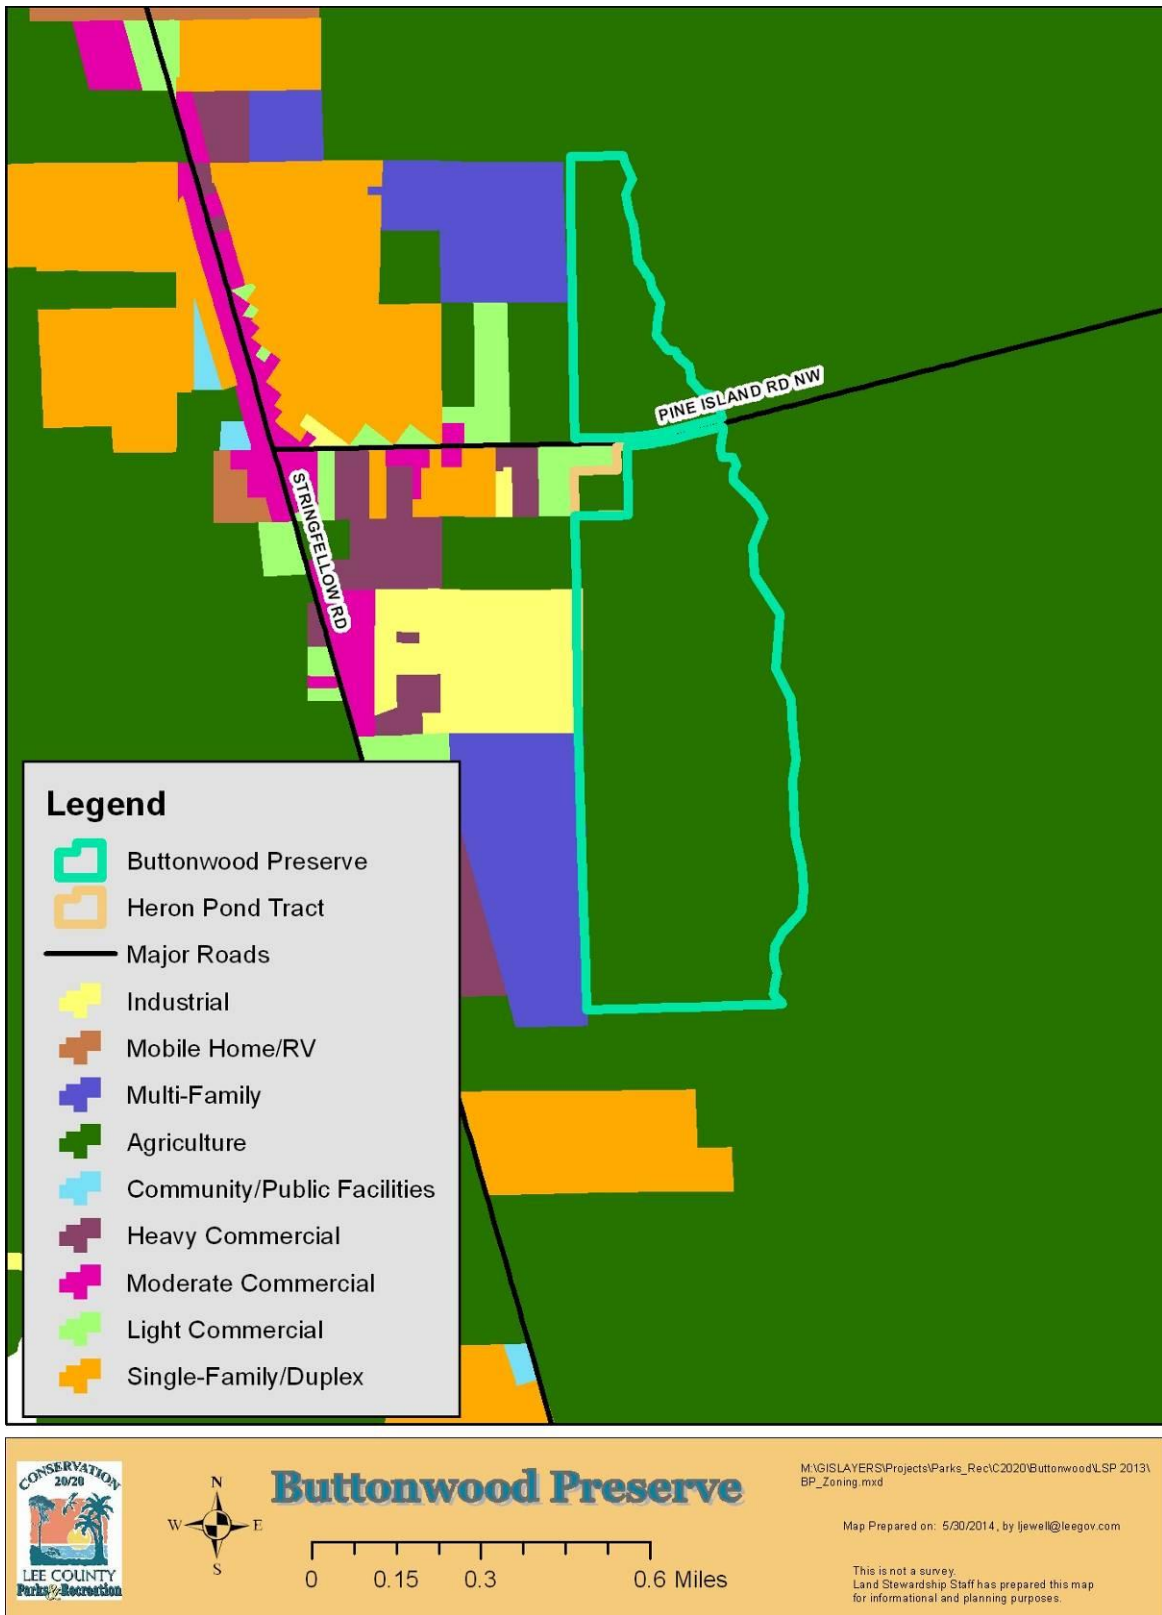 PINE ISLAND RD NW
STRINGFELLOW RD
Legend
Buttonwood Preserve
Heron Pond Tract
Major Roads
Industrial
Mobile Home/RV
Multi-Family
Agriculture
Community/Public Facilities
Heavy Commercial
Moderate Commercial
Light Commercial
Single-Family/Duplex
CONSERVATION
20/20
LEE COUNTY
Parks & Recreation
N
W
E
S
Buttonwood Preserve
0 0.15 0.3 0.6 Miles
M:\GISLAYERS\Projects\Parks_Rec\C2020\Buttonwood\LSP 2013\
BP_Zoning.mxd
Map Prepared on: 5/30/2014, by ljewell@leegov.com
This is not a survey.
Land Stewardship Staff has prepared this map
for informational and planning purposes.